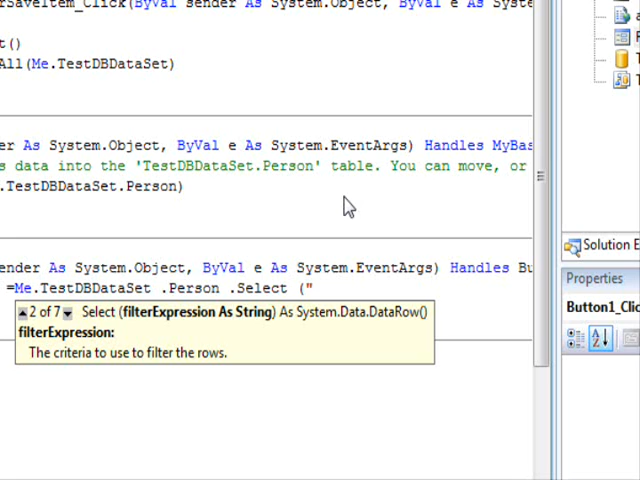 rSaveItem_Click(ByVal sender As System.Object, ByVal e As Syste
t()
All(Me.TestDBDataSet)
er As System.Object, ByVal e As System.EventArgs) Handles MyBas
s data into the 'TestDBDataSet.Person' table. You can move, or
.TestDBDataSet.Person)
ender As System.Object, ByVal e As System.EventArgs) Handles Bu
=Me.TestDBDataSet .Person .Select ("
2 of 7 Select (filterExpression As String) As System.Data.DataRow()
filterExpression:
The criteria to use to filter the rows.
Solution E
Properties
Button1_Clic